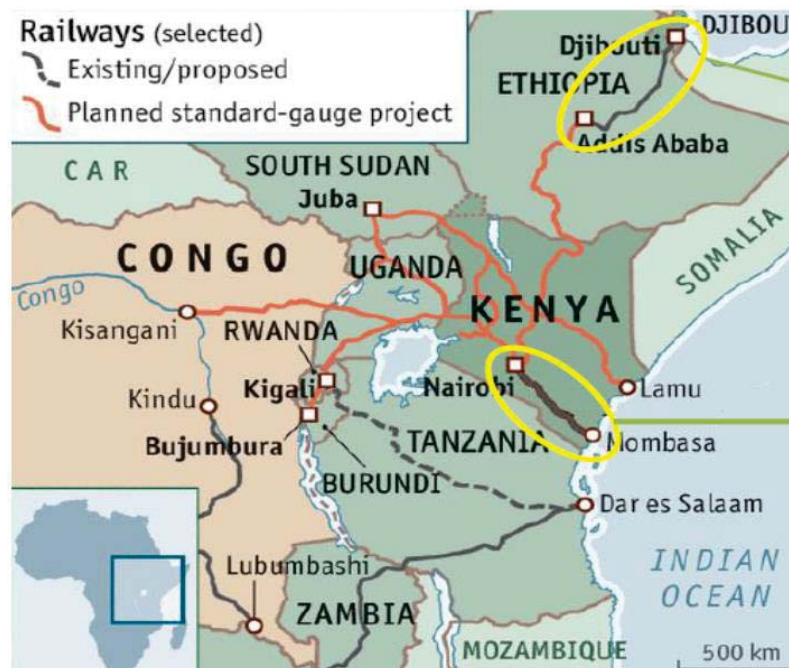 Railways (selected)
Existing/proposed
Planned standard-gauge project
Djibouti
DJIBOU
ETHIOPIA
Addis Ababa
CAR
SOUTH SUDAN
Juba
SOMALIA
CONGO
UGANDA
Congo
KENYA
Kisangani
RWANDA
Nairobi
Lamu
Kigali
Kindu
Bujumbura
TANZANIA
Mombasa
BURUNDI
Dar es Salaam
Lubumbashi
INDIAN
OCEAN
ZAMBIA
MOZAMBIQUE
500 km